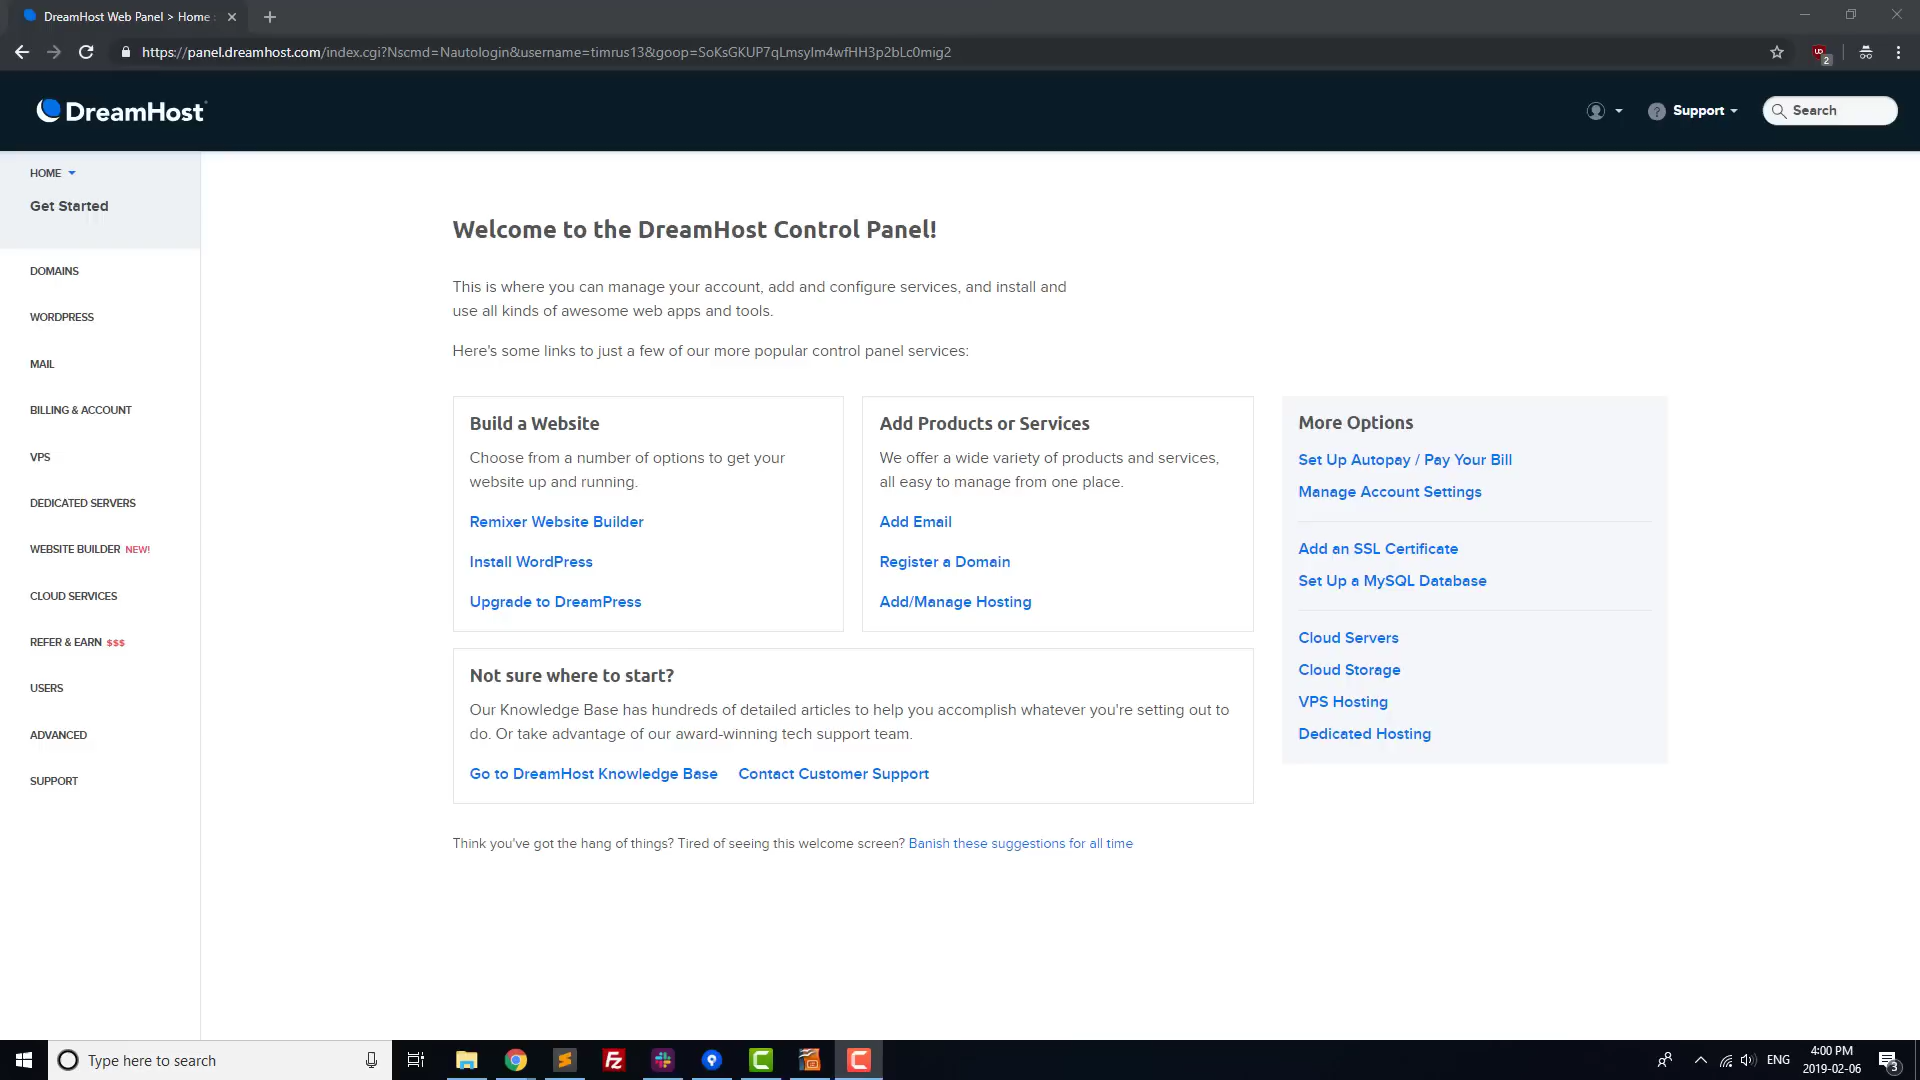 DreamHost Web Panel > Home
https://panel.dreamhost.com/index.cgi?Nscmd=Nautologin&username=timrus13&goop=SoKsGKUP7qLmsylm4wfHH3p2bLc0mig2
2
DreamHost
Support
Search
HOME
Get Started
DOMAINS
WORDPRESS
MAIL
BILLING & ACCOUNT
VPS
DEDICATED SERVERS
WEBSITE BUILDER NEW!
CLOUD SERVICES
REFER & EARN $$$
USERS
ADVANCED
SUPPORT
Welcome to the DreamHost Control Panel!
This is where you can manage your account, add and configure services, and install and
use all kinds of awesome web apps and tools.
Here's some links to just a few of our more popular control panel services:
Build a Website
Choose from a number of options to get your
website up and running.
Remixer Website Builder
Install WordPress
Upgrade to DreamPress
Add Products or Services
We offer a wide variety of products and services,
all easy to manage from one place.
Add Email
Register a Domain
Add/Manage Hosting
More Options
Set Up Autopay / Pay Your Bill
Manage Account Settings
Add an SSL Certificate
Set Up a MySQL Database
Cloud Servers
Cloud Storage
VPS Hosting
Dedicated Hosting
Not sure where to start?
Our Knowledge Base has hundreds of detailed articles to help you accomplish whatever you're setting out to
do. Or take advantage of our award-winning tech support team.
Go to DreamHost Knowledge Base Contact Customer Support
Think you've got the hang of things? Tired of seeing this welcome screen? Banish these suggestions for all time
Type here to search
ENG
4:00 PM
2019-02-06
3